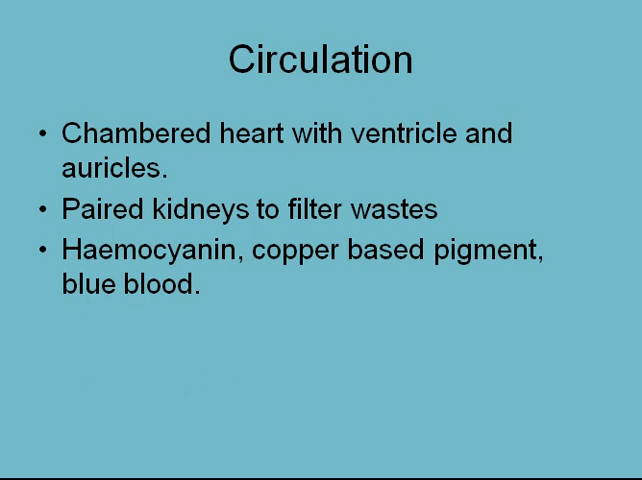 Circulation
• Chambered heart with ventricle and
auricles.
• Paired kidneys to filter wastes
• Haemocyanin, copper based pigment,
blue blood.